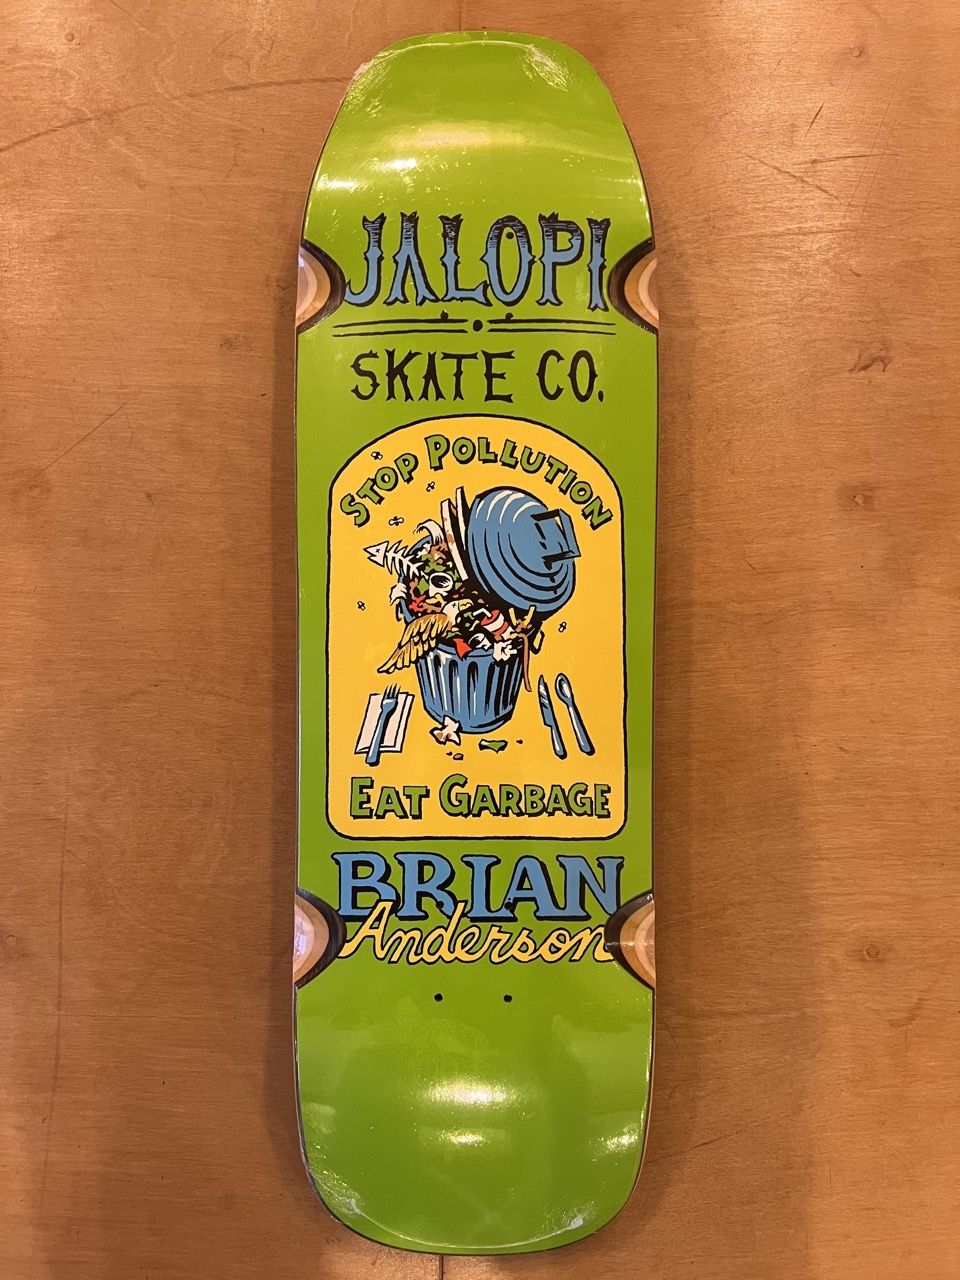 JALOPI
SKATE CO.
STOP POLLUTION
EAT GARBAGE
BRIAN
Anderson